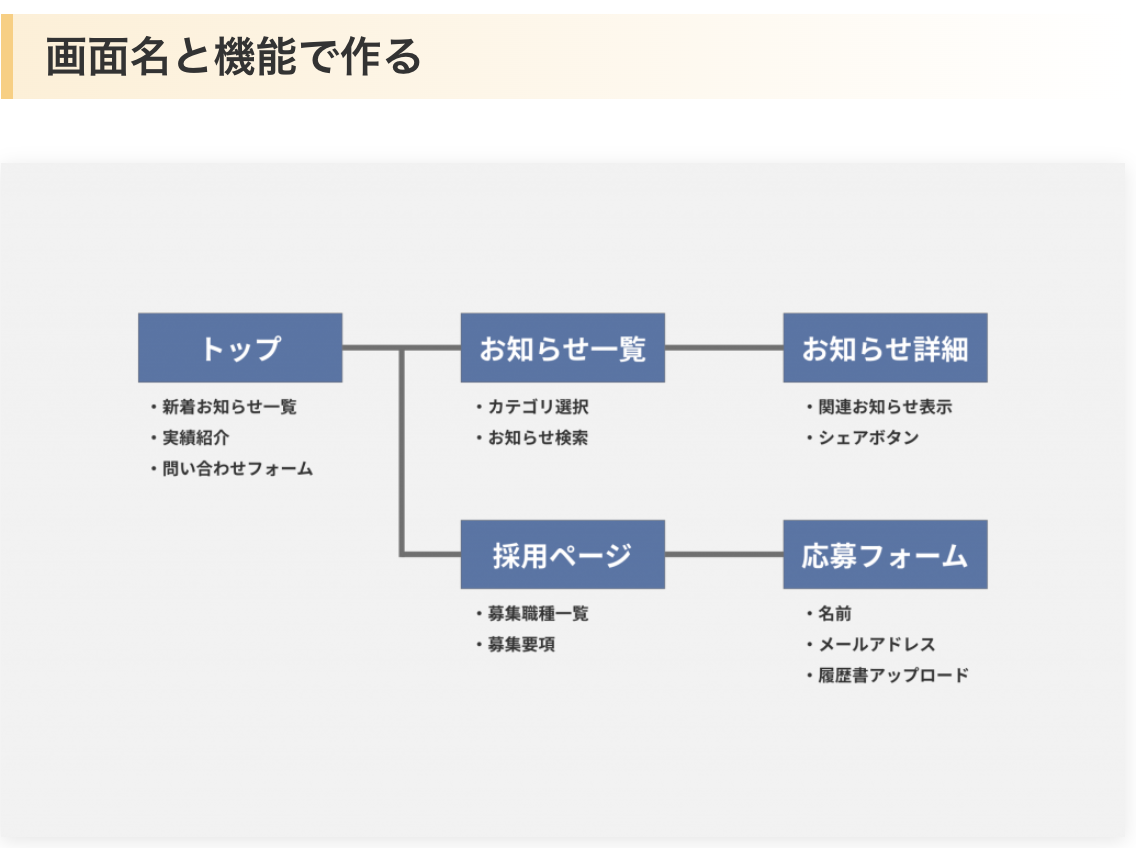 画面名と機能で作る
トップ
・新着お知らせ一覧
・実績紹介
・問い合わせフォーム
お知らせ一覧
・カテゴリ選択
・お知らせ検索
お知らせ詳細
・関連お知らせ表示
・シェアボタン
採用ページ
・募集職種一覧
・募集要項
応募フォーム
・名前
・メールアドレス
・履歴書アップロード